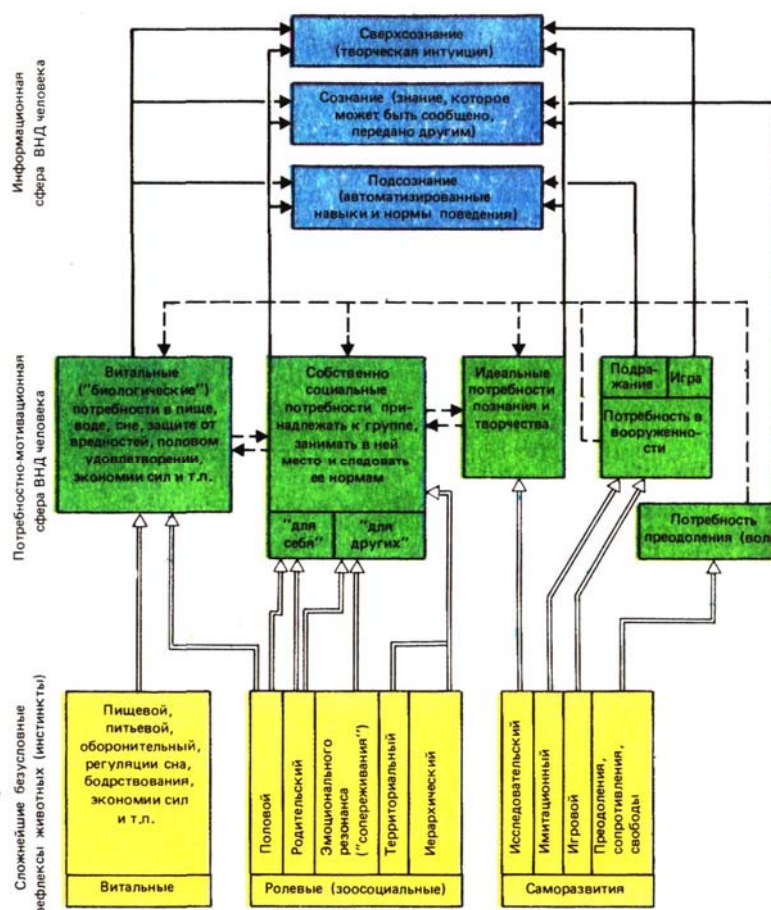 Информационная
сфера ВНД человека
Сверхсознание
(творческая интуиция)
Сознание (знание, которое
может быть сообщено,
передано другим)
Подсознание
(автоматизированные
навыки и нормы поведения)
Потребностно-мотивационная
сфера ВНД человека
Витальные
("биологические")
потребности в пище,
воде, сне, защите от
вредностей, половом
удовлетворении,
экономии сил и т.п.
Собственно
социальные
потребности при-
надлежать к группе,
занимать в ней
место и следовать
ее нормам
"для
себя"
"для
других"
Идеальные
потребности
познания и
творчества
Подра-
жание
Игра
Потребность в
вооруженно-
сти
Потребность
преодоления (вол
Сложнейшие безусловные
рефлексы животных (инстинкты)
Пищевой,
питьевой,
оборонительный,
регуляции сна,
бодрствования,
экономии сил
и т.п.
Витальные
Половой
Родительский
Эмоционального
резонанса
("сопереживания")
Территориальный
Иерархический
Ролевые (зоосоциальные)
Исследовательский
Имитационный
Игровой
Преодоления,
сопротивления,
свободы
Саморазвития